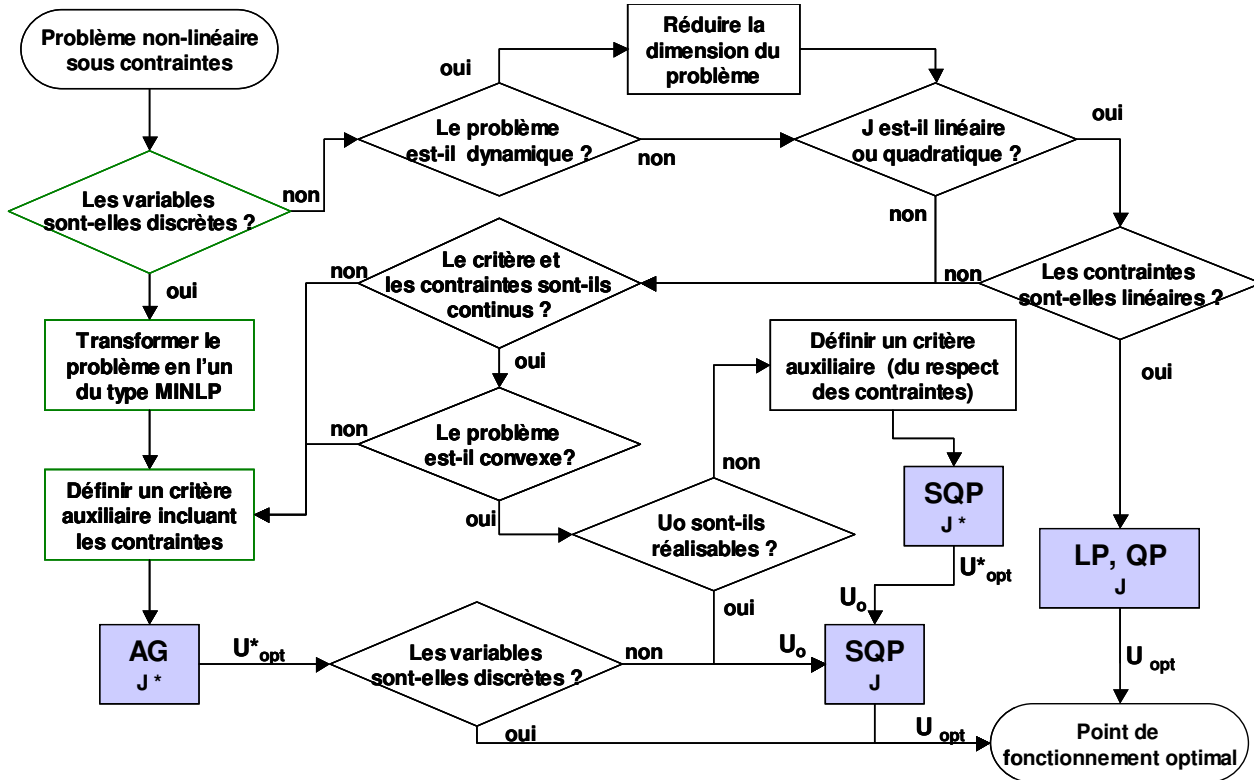 Problème non-linéaire
sous contraintes
Réduire la
dimension du
problème
oui
Le problème
est-il dynamique ?
non
J est-il linéaire
ou quadratique ?
oui
non
Les variables
sont-elles discrètes ?
non
oui
Le critère et
les contraintes sont-ils
continus ?
non
oui
Les contraintes
sont-elles linéaires ?
non
oui
Transformer le
problème en l'un
du type MINLP
Définir un critère
auxiliaire (du respect
des contraintes)
Le problème
est-il convexe?
non
oui
Définir un critère
auxiliaire incluant
les contraintes
Uo sont-ils
réalisables ?
non
oui
SQP
J *
U*opt
Uo
LP, QP
J
U opt
AG
J *
U*opt
Les variables
sont-elles discrètes ?
non
oui
Uo
SQP
J
U opt
Point de
fonctionnement optimal